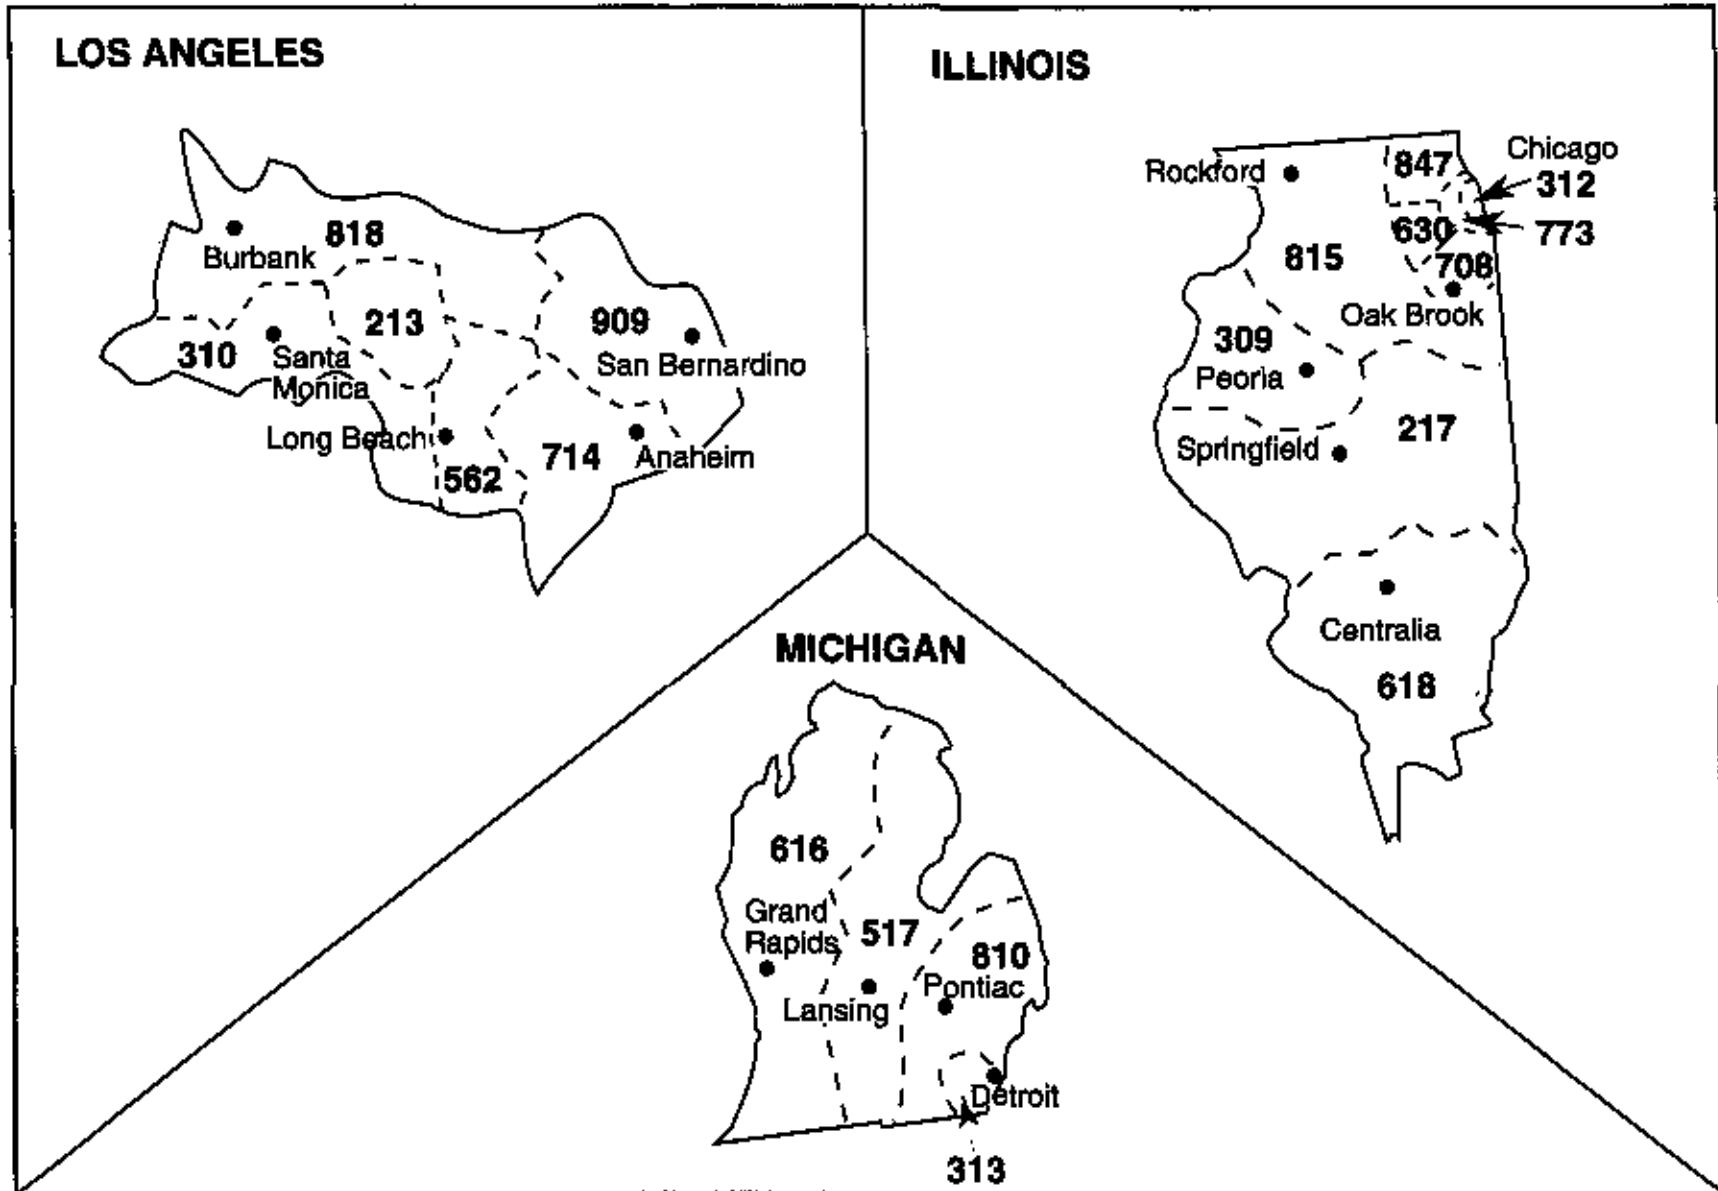 LOS ANGELES
818
Burbank
213
310
Santa
Monica
909
San Bernardino
Long Beach
562
714
Anaheim
ILLINOIS
Rockford
847
Chicago
312
630
773
815
708
Oak Brook
309
Peoria
217
Springfield
Centralia
618
MICHIGAN
616
Grand
Rapids
517
810
Pontiac
Lansing
Detroit
313